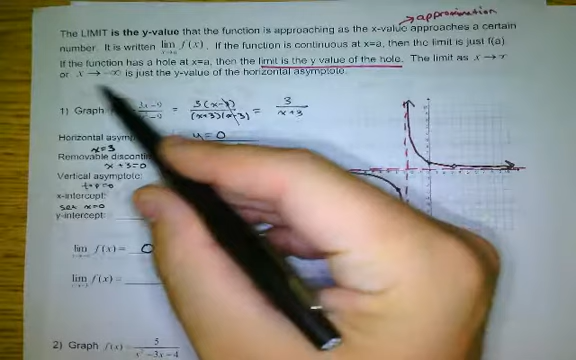 approximation
The LIMIT is the y-value that the function is approaching as the x-value approaches a certain
number. It is written lim f(x). If the function is continuous at x=a, then the limit is just f(a).
If the function has a hole at x=a, then the limit is the y value of the hole. The limit as x →
or x → -∞ is just the y-value of the horizontal asymptote.
1) Graph = 3(x-3) / (x+3)(x-3) = 3 / x+3
Horizontal asymp y=0
x=3
Removable discontin
x+3=0
Vertical asymptote:
x-intercept:
set x=0
y-intercept:
lim f(x) = 0
lim f(x) =
2) Graph f(x) = 5 / x²-3x-4